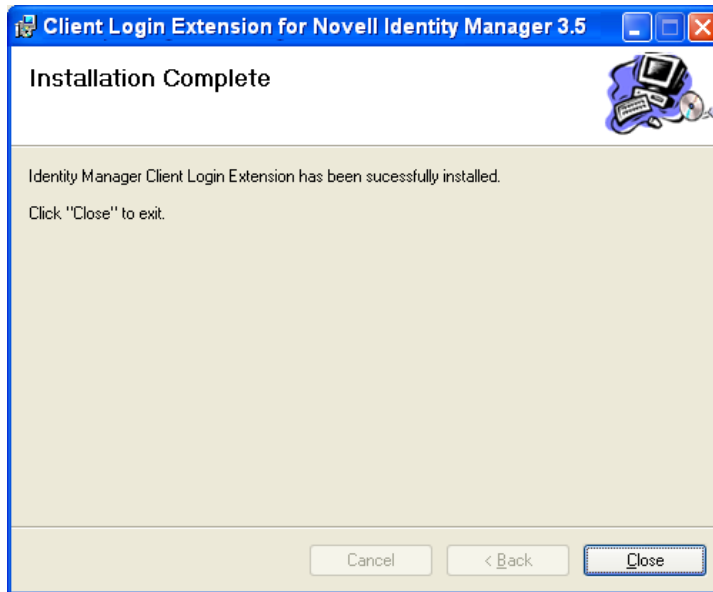 Client Login Extension for Novell Identity Manager 3.5
Installation Complete
Identity Manager Client Login Extension has been sucessfully installed.
Click "Close" to exit.
Cancel
< Back
Close